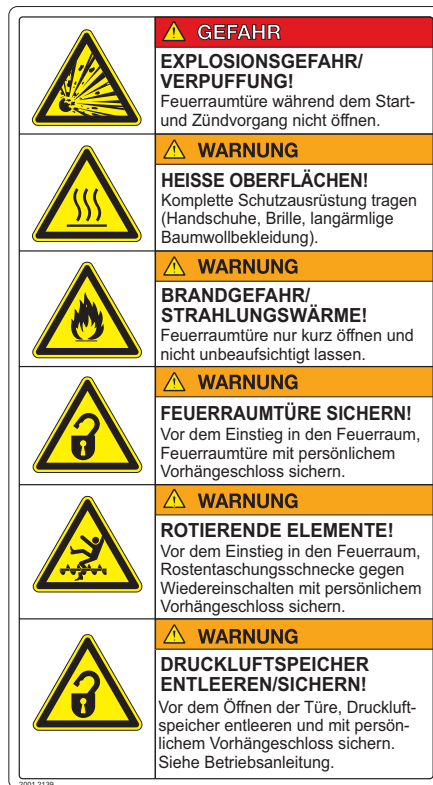 GEFAHR
EXPLOSIONSGEFAHR/
VERPUFFUNG!
Feuerraumtüre während dem Start-
und Zündvorgang nicht öffnen.
WARNUNG
HEISSE OBERFLÄCHEN!
Komplette Schutzausrüstung tragen
(Handschuhe, Brille, langärmlige
Baumwollbekleidung).
WARNUNG
BRANDGEFAHR/
STRAHLUNGSWÄRME!
Feuerraumtüre nur kurz öffnen und
nicht unbeaufsichtigt lassen.
WARNUNG
FEUERRAUMTÜRE SICHERN!
Vor dem Einstieg in den Feuerraum,
Feuerraumtüre mit persönlichem
Vorhängeschloss sichern.
WARNUNG
ROTIERENDE ELEMENTE!
Vor dem Einstieg in den Feuerraum,
Rostentaschungsschnecke gegen
Wiedereinschalten mit persönlichem
Vorhängeschloss sichern.
WARNUNG
DRUCKLUFTSPEICHER
ENTLEEREN/SICHERN!
Vor dem Öffnen der Türe, Druckluft-
speicher entleeren und mit persön-
lichem Vorhängeschloss sichern.
Siehe Betriebsanleitung.